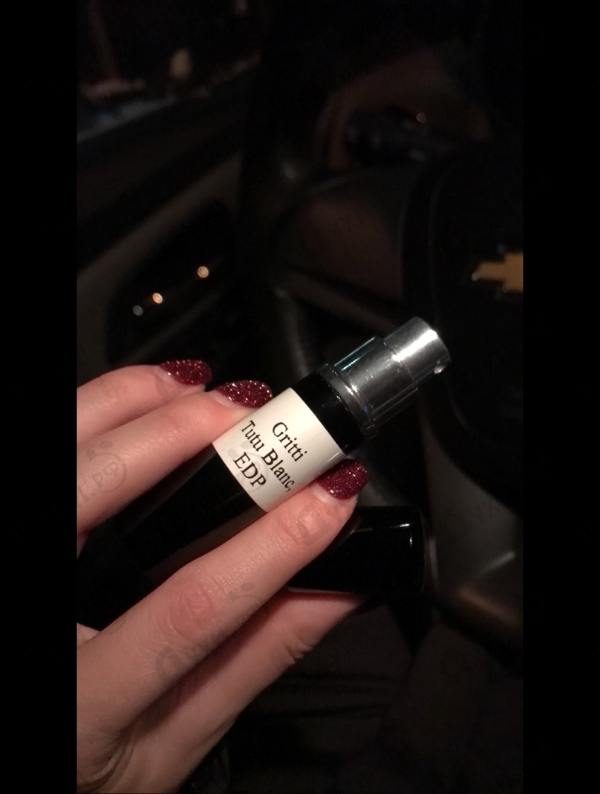 Gritti
Tutu Blanc,
EDP